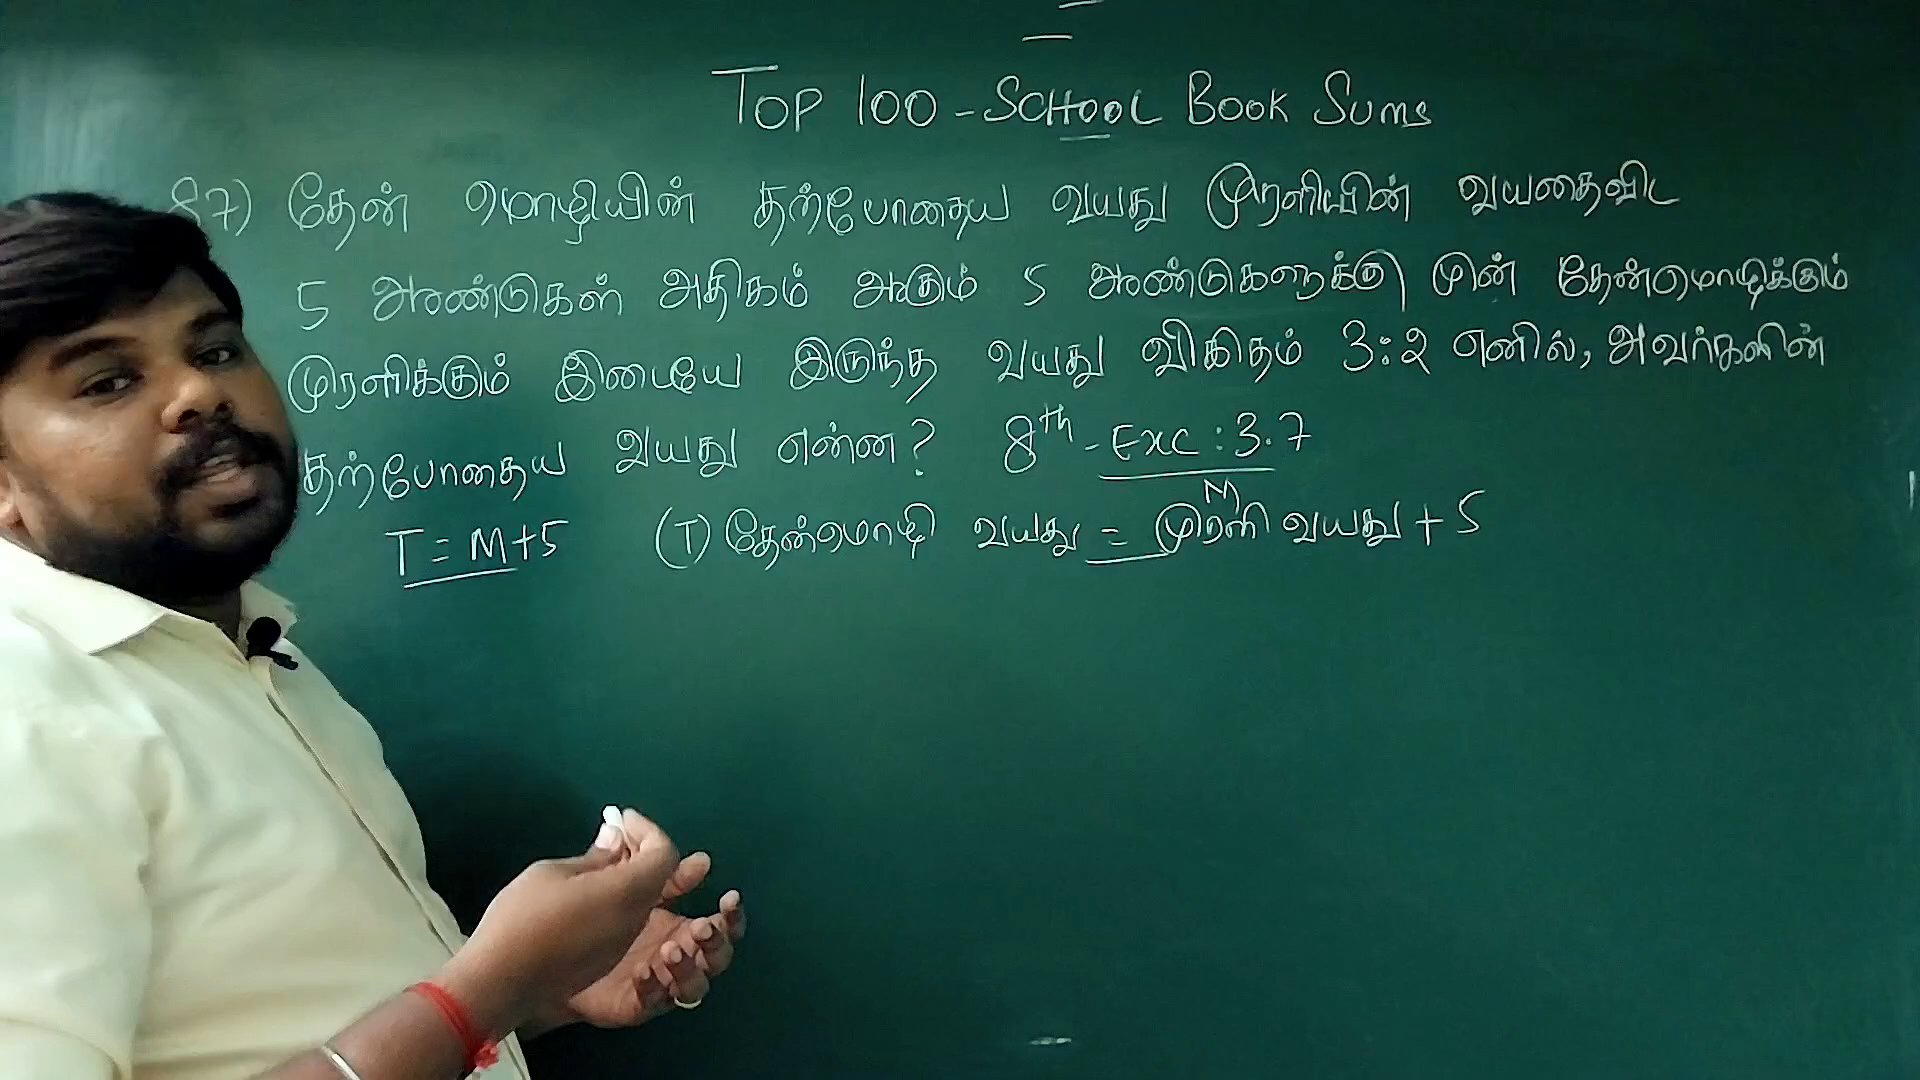 TOP 100 - SCHOOL BOOK Sums
87) தேன் மொழியின் தற்போதைய வயது முரளியின் வயதைவிட
5 ஆண்டுகள் அதிகம் ஆகும் 5 ஆண்டுகளுக்கு முன் தேன்மொழிக்கும்
முரளிக்கும் இடையே இருந்த வயது விகிதம் 3:2 எனில், அவர்களின்
தற்போதைய வயது என்ன? 8th - Exc : 3.7
M
T = M+5 (T) தேன்மொழி வயது = முரளி வயது + 5